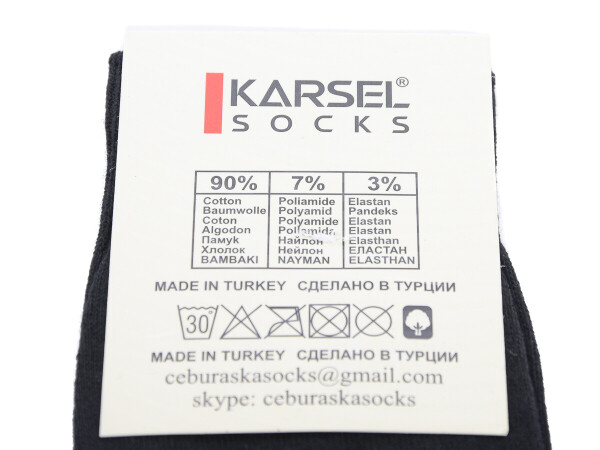 KARSEL®
SOCKS
90% 7% 3%
Cotton Poliamide Elastan
Baumwolle Polyamid Pandeks
Coton Polyamide Elastan
Algodon Polyamida Elastan
Памук Найлон Elasthan
Хлолок Нейлон ЕЛАСТАН
BAMBAKI NAYMAN ELASTHAN
MADE IN TURKEY СДЕЛАНО В ТУРЦИИ
30°
MADE IN TURKEY СДЕЛАНО В ТУРЦИИ
ceburaskasocks@gmail.com
skype: ceburaskasocks